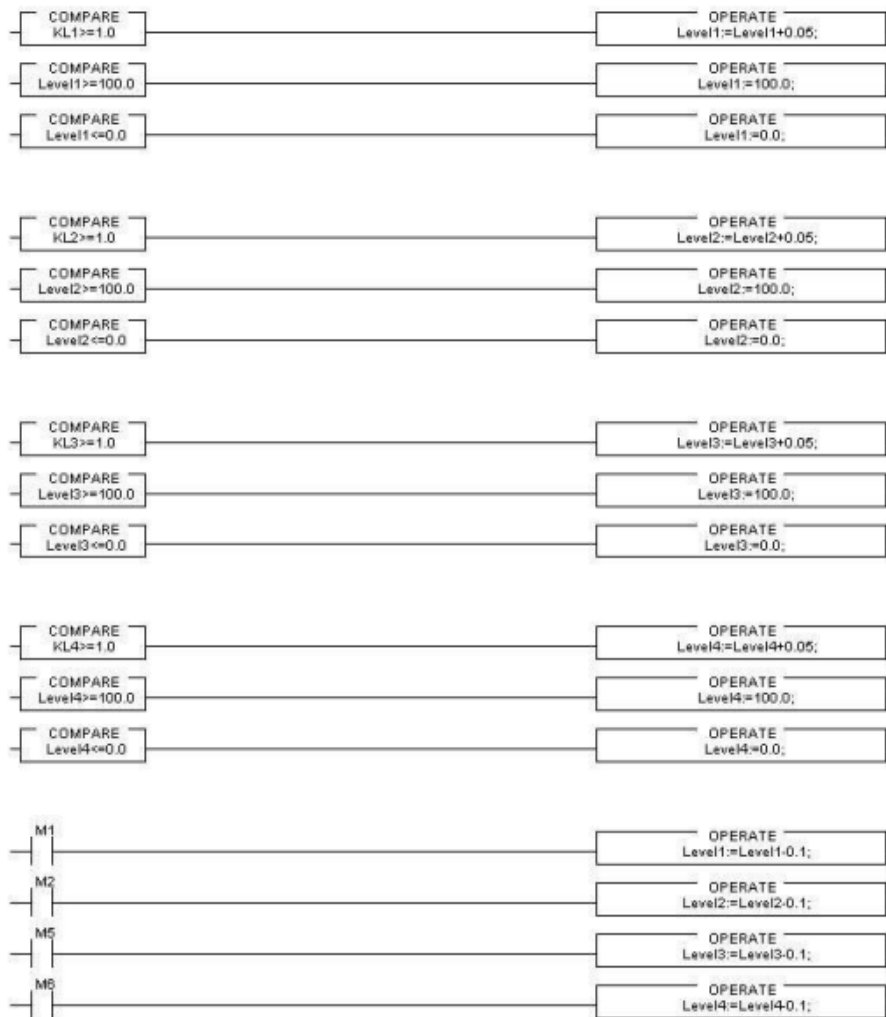 COMPARE OPERATE
KL1>=1.0 Level1:=Level1+0.05;
COMPARE OPERATE
Level1>=100.0 Level1:=100.0;
COMPARE OPERATE
Level1<=0.0 Level1:=0.0;
COMPARE OPERATE
KL2>=1.0 Level2:=Level2+0.05;
COMPARE OPERATE
Level2>=100.0 Level2:=100.0;
COMPARE OPERATE
Level2<=0.0 Level2:=0.0;
COMPARE OPERATE
KL3>=1.0 Level3:=Level3+0.05;
COMPARE OPERATE
Level3>=100.0 Level3:=100.0;
COMPARE OPERATE
Level3<=0.0 Level3:=0.0;
COMPARE OPERATE
KL4>=1.0 Level4:=Level4+0.05;
COMPARE OPERATE
Level4>=100.0 Level4:=100.0;
COMPARE OPERATE
Level4<=0.0 Level4:=0.0;
M1 OPERATE
Level1:=Level1-0.1;
M2 OPERATE
Level2:=Level2-0.1;
M5 OPERATE
Level3:=Level3-0.1;
M6 OPERATE
Level4:=Level4-0.1;